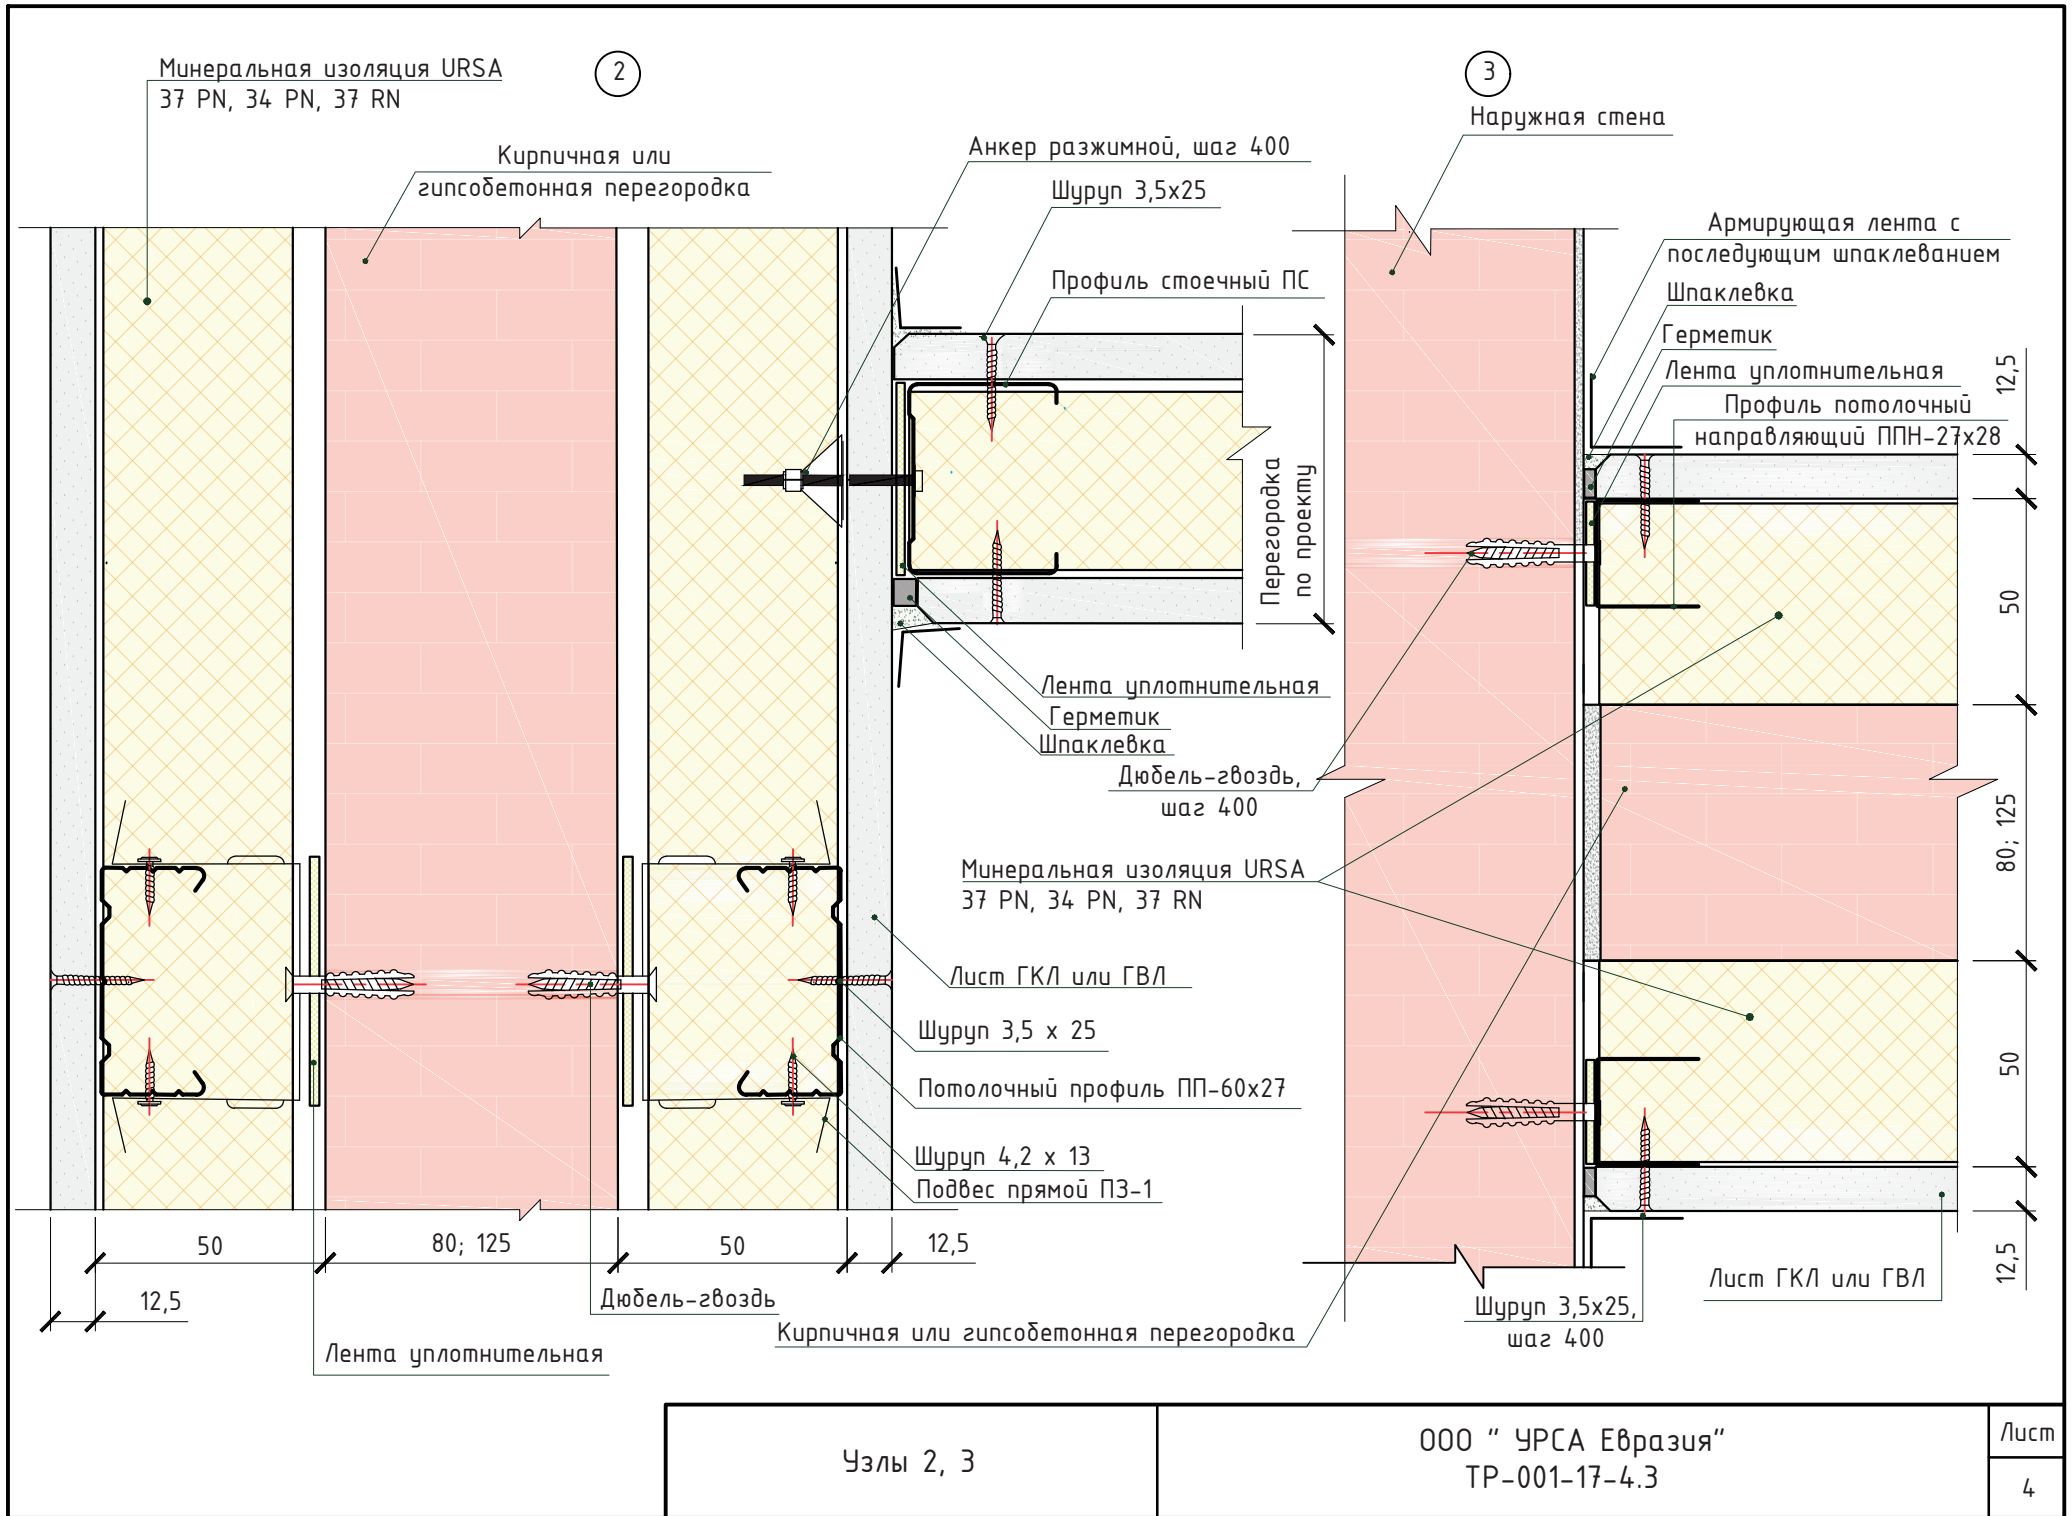 Минеральная изоляция URSA
37 PN, 34 PN, 37 RN
2
Кирпичная или
гипсобетонная перегородка
Анкер разжимной, шаг 400
Шуруп 3,5х25
Профиль стоечный ПС
Перегородка
по проекту
Лента уплотнительная
Герметик
Шпаклевка
Лист ГКЛ или ГВЛ
Шуруп 3,5 х 25
Потолочный профиль ПП-60х27
Шуруп 4,2 х 13
Подвес прямой ПЗ-1
50
80; 125
50
12,5
12,5
Дюбель-гвоздь
Лента уплотнительная
3
Наружная стена
Армирующая лента с
последующим шпаклеванием
Шпаклевка
Герметик
Лента уплотнительная
Профиль потолочный
направляющий ППН-27х28
12,5
50
80; 125
50
12,5
Дюбель-гвоздь,
шаг 400
Минеральная изоляция URSA
37 PN, 34 PN, 37 RN
Кирпичная или гипсобетонная перегородка
Шуруп 3,5х25,
шаг 400
Лист ГКЛ или ГВЛ
Узлы 2, 3
ООО " УРСА Евразия"
ТР-001-17-4.3
Лист
4